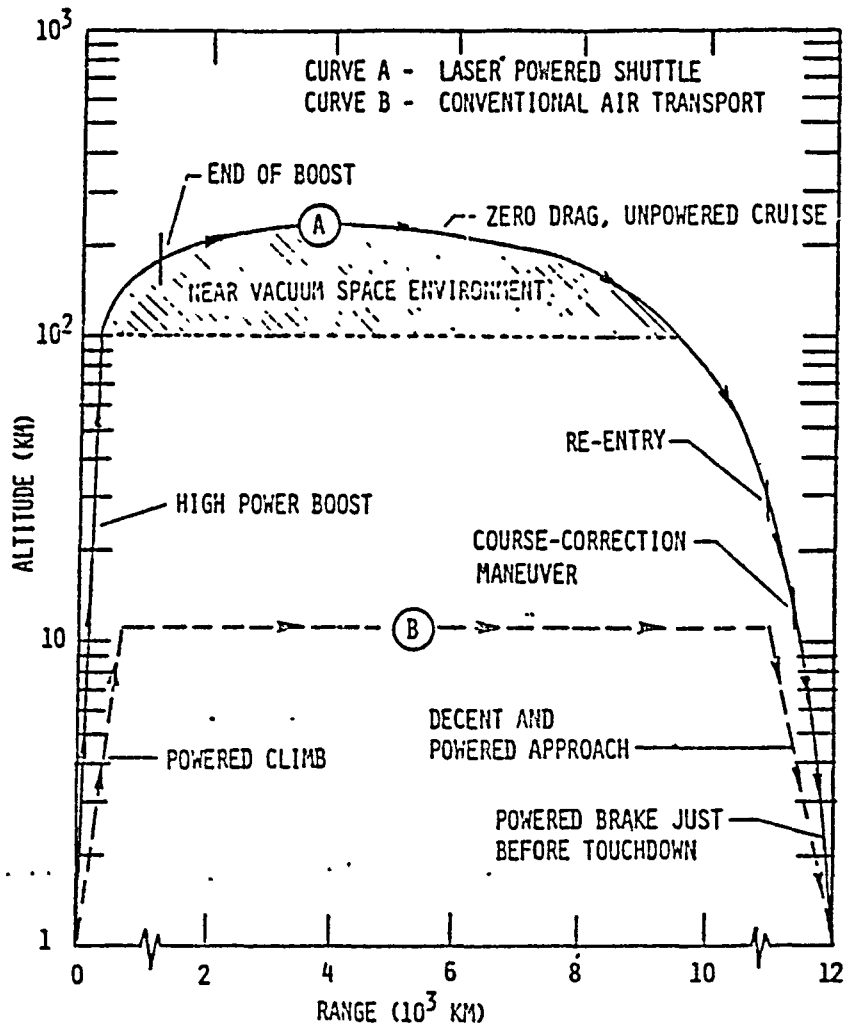 10³
CURVE A - LASER POWERED SHUTTLE
CURVE B - CONVENTIONAL AIR TRANSPORT
END OF BOOST
A
ZERO DRAG, UNPOWERED CRUISE
NEAR VACUUM SPACE ENVIRONMENT
10²
RE-ENTRY
HIGH POWER BOOST
COURSE-CORRECTION
MANEUVER
ALTITUDE (KM)
10
B
DECENT AND
POWERED APPROACH
POWERED CLIMB
POWERED BRAKE JUST
BEFORE TOUCHDOWN
1
0 2 4 6 8 10 12
RANGE (10³ KM)